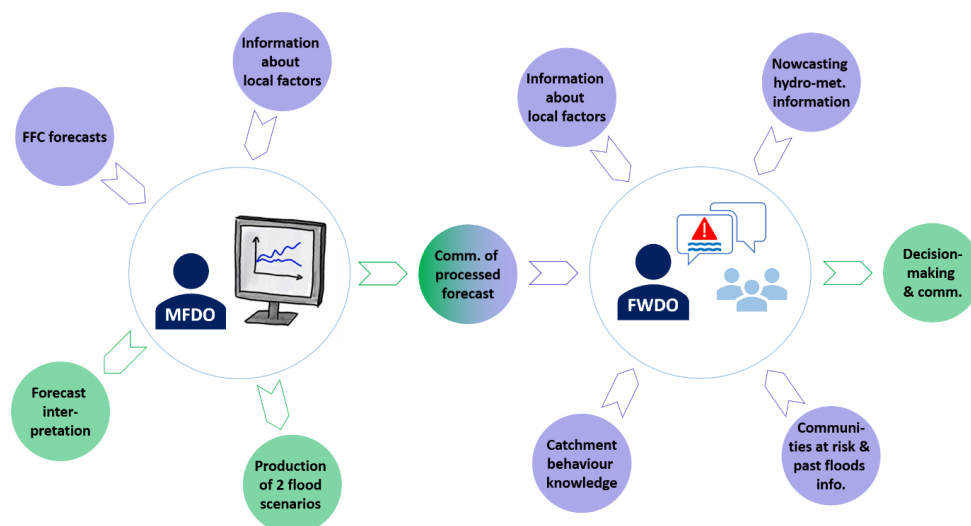 Information
about
local factors
FFC forecasts
MFDO
Forecast
inter-
pretation
Production
of 2 flood
scenarios
Comm. of
processed
forecast
Information
about
local factors
Nowcasting
hydro-met.
information
FWDO
Decision-
making
& comm.
Catchment
behaviour
knowledge
Communi-
ties at risk &
past floods
info.